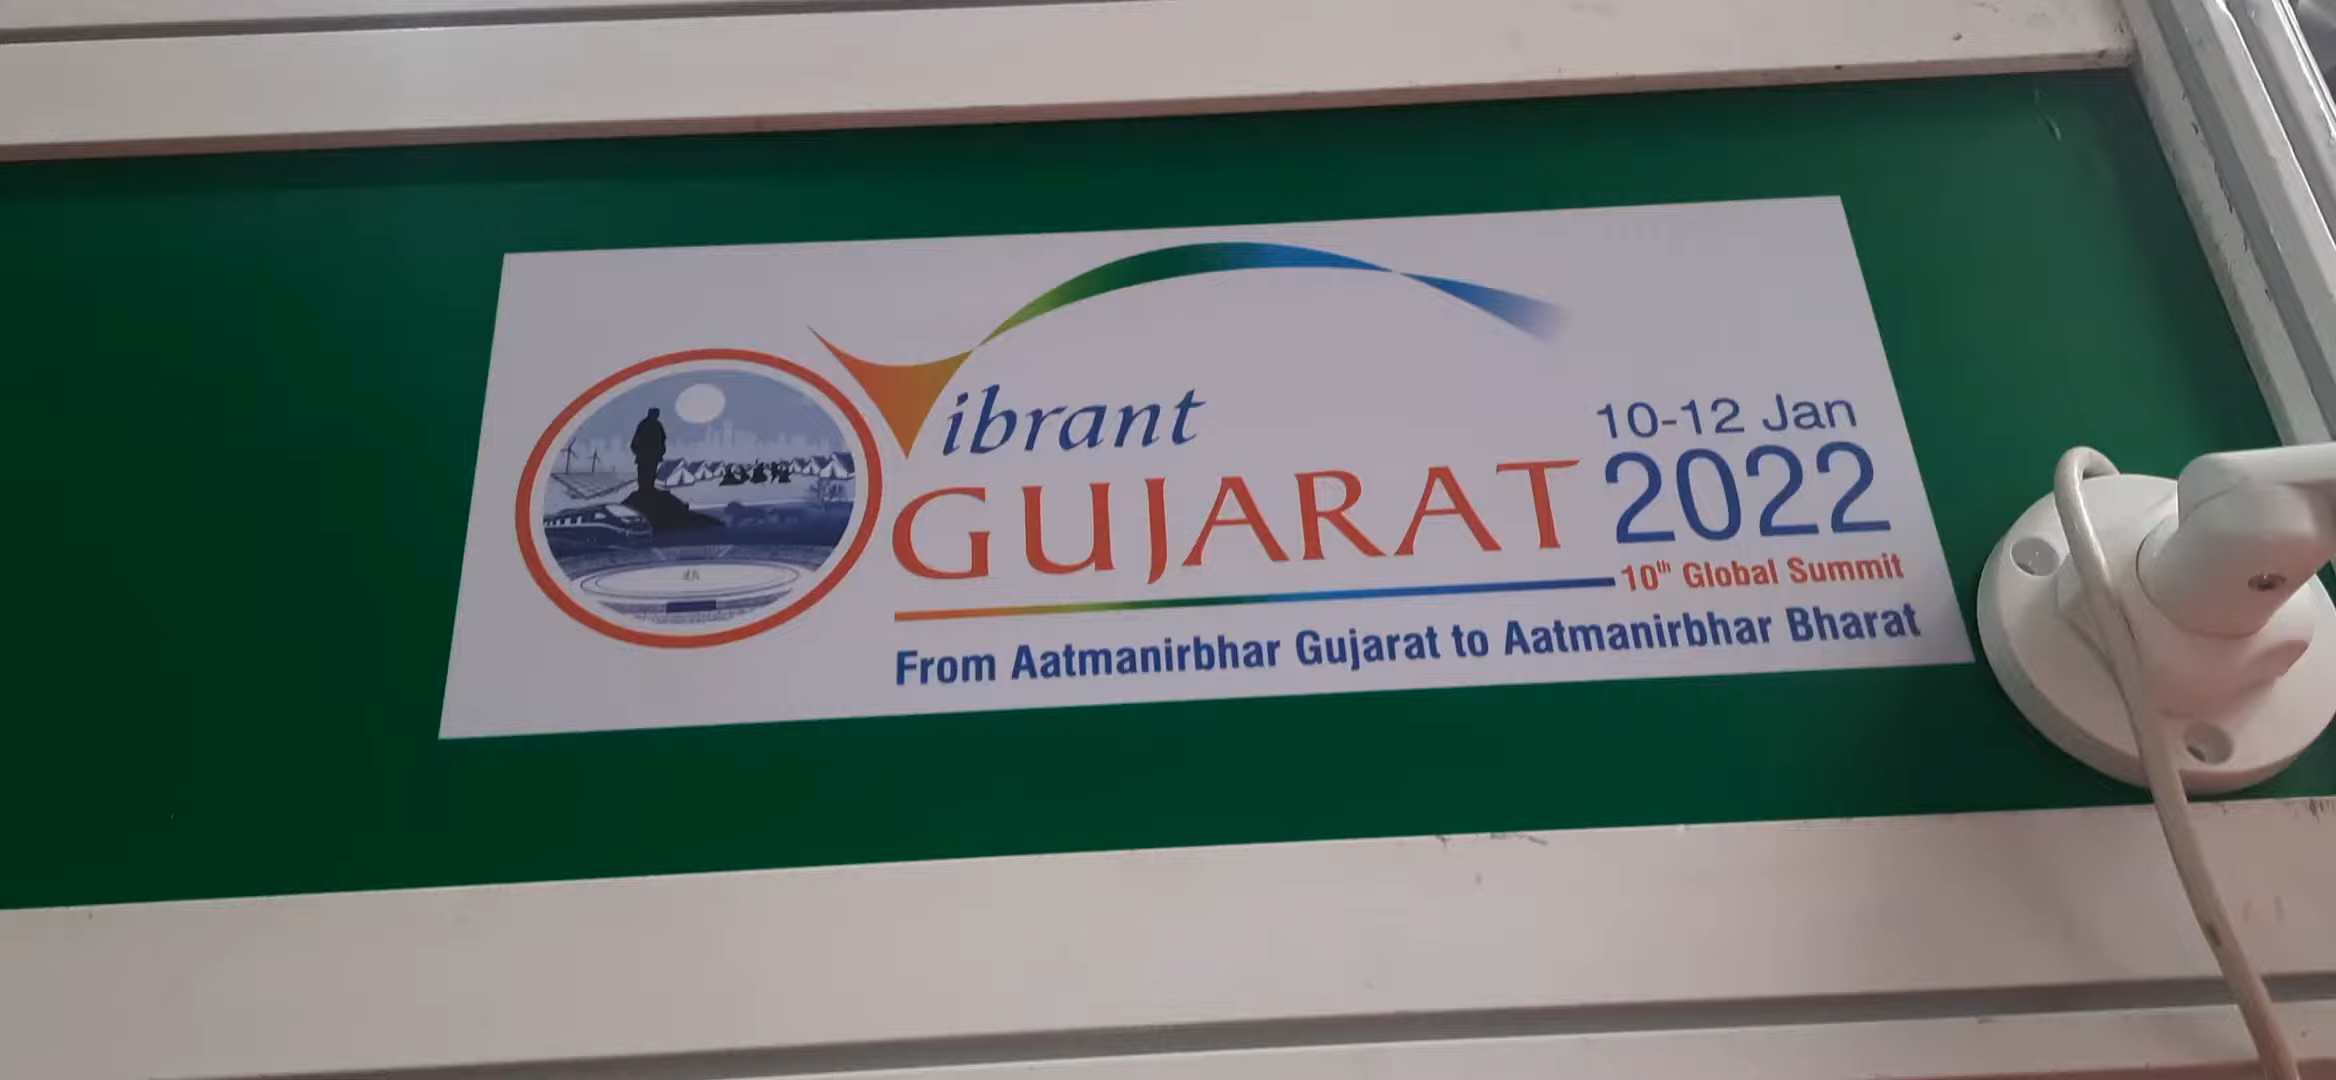 Vibrant
GUJARAT
10-12 Jan
2022
10th Global Summit
From Aatmanirbhar Gujarat to Aatmanirbhar Bharat